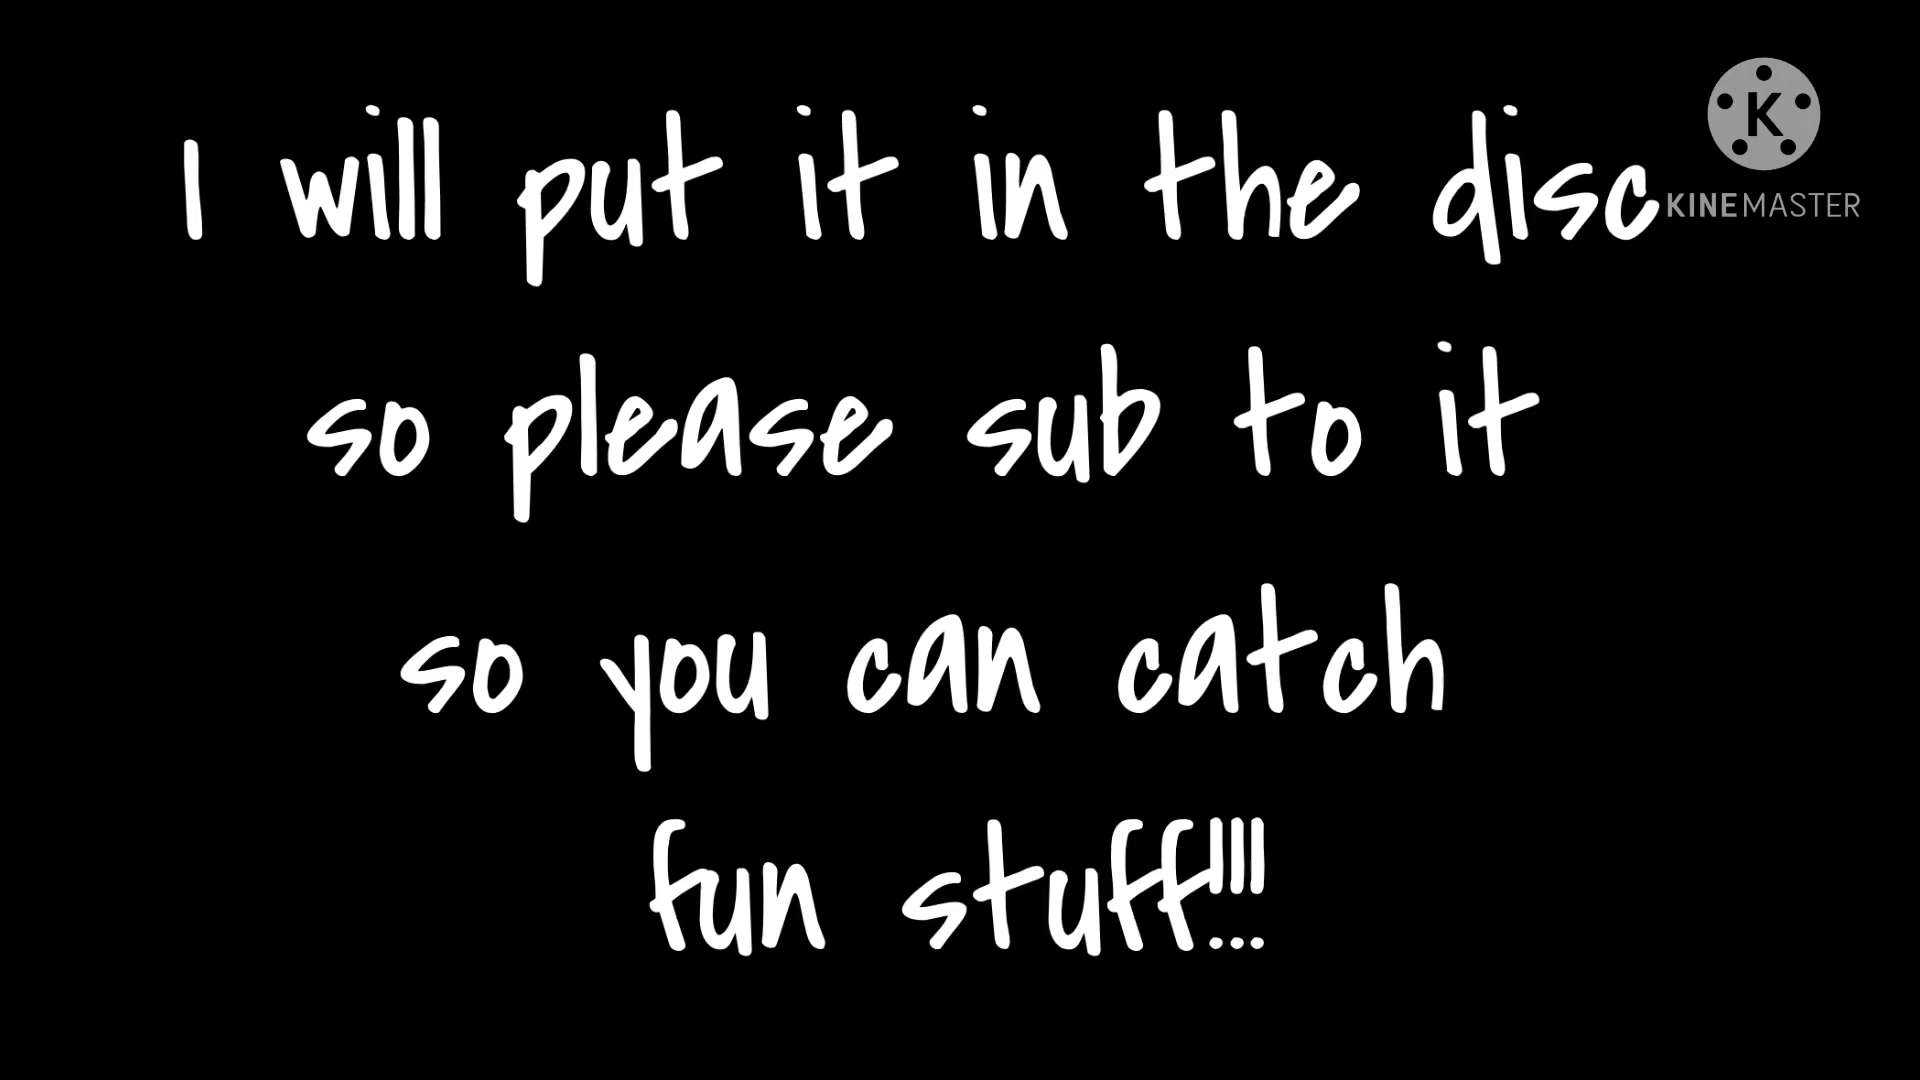 I will put it in the disc
KINEMASTER
so please sub to it
so you can catch
fun stuff!!!